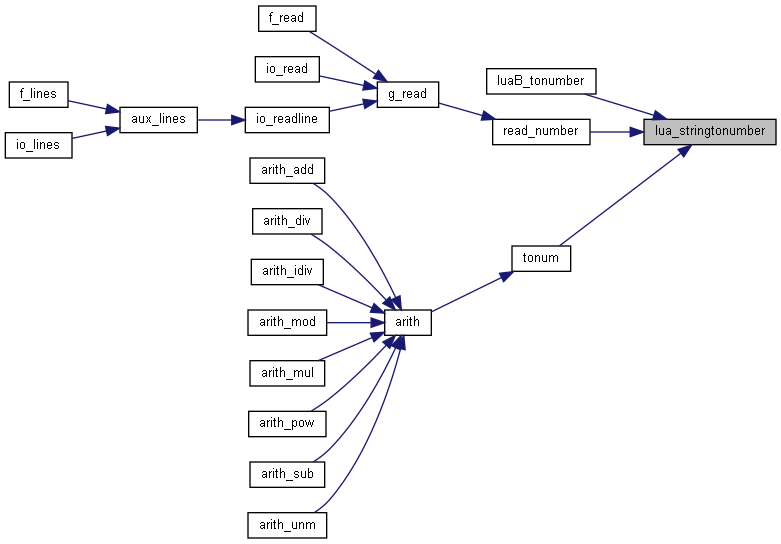 f_read
io_read
luaB_tonumber
f_lines
g_read
aux_lines
io_readline
read_number
lua_stringtonumber
io_lines
arith_add
arith_div
tonum
arith_idiv
arith_mod
arith
arith_mul
arith_pow
arith_sub
arith_unm